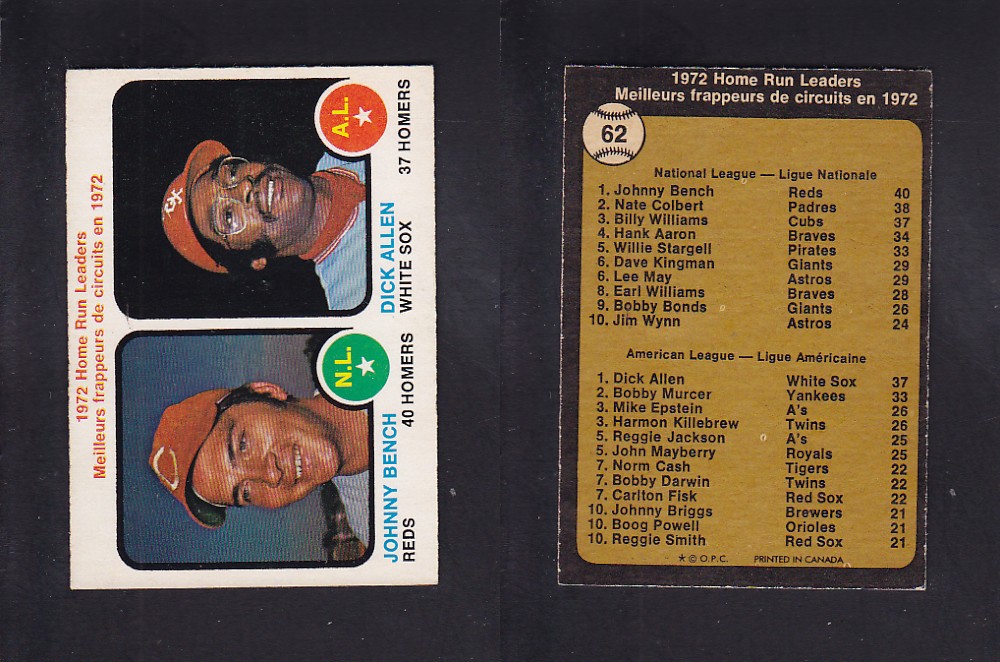 1972 Home Run Leaders
Meilleurs frappeurs de circuits en 1972
N.L.
A.L.
JOHNNY BENCH
REDS 40 HOMERS
DICK ALLEN
WHITE SOX 37 HOMERS
1972 Home Run Leaders
Meilleurs frappeurs de circuits en 1972
62
National League — Ligue Nationale
1. Johnny Bench Reds 40
2. Nate Colbert Padres 38
3. Billy Williams Cubs 37
4. Hank Aaron Braves 34
5. Willie Stargell Pirates 33
6. Dave Kingman Giants 29
6. Lee May Astros 29
8. Earl Williams Braves 28
9. Bobby Bonds Giants 26
10. Jim Wynn Astros 24
American League — Ligue Américaine
1. Dick Allen White Sox 37
2. Bobby Murcer Yankees 33
3. Mike Epstein A's 26
3. Harmon Killebrew Twins 26
5. Reggie Jackson A's 25
5. John Mayberry Royals 25
7. Norm Cash Tigers 22
7. Bobby Darwin Twins 22
7. Carlton Fisk Red Sox 22
10. Johnny Briggs Brewers 21
10. Boog Powell Orioles 21
10. Reggie Smith Red Sox 21
★ © O.P.C. PRINTED IN CANADA